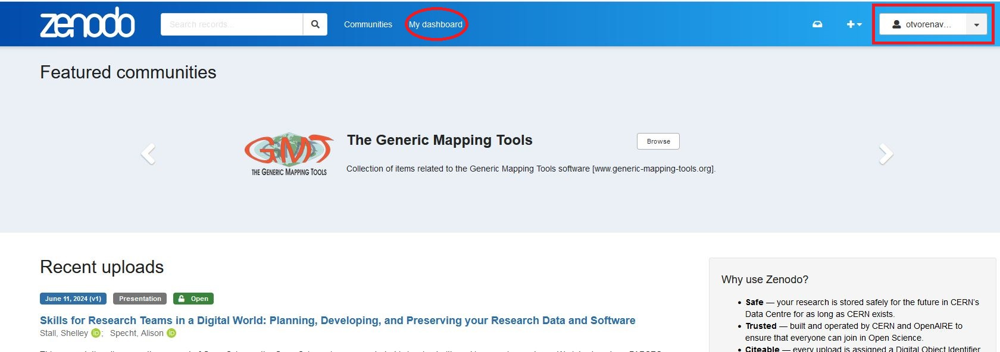 zenodo
Search records...
Communities
My dashboard
otvorenav...
Featured communities
GMT
THE GENERIC MAPPING TOOLS
The Generic Mapping Tools
Browse
Collection of items related to the Generic Mapping Tools software [www.generic-mapping-tools.org].
Recent uploads
June 11, 2024 (v1) Presentation Open
Skills for Research Teams in a Digital World: Planning, Developing, and Preserving your Research Data and Software
Stall, Shelley iD; Specht, Alison iD
Why use Zenodo?
• Safe — your research is stored safely for the future in CERN's
Data Centre for as long as CERN exists.
• Trusted — built and operated by CERN and OpenAIRE to
ensure that everyone can join in Open Science.
• Citeable — every upload is assigned a Digital Object Identifier